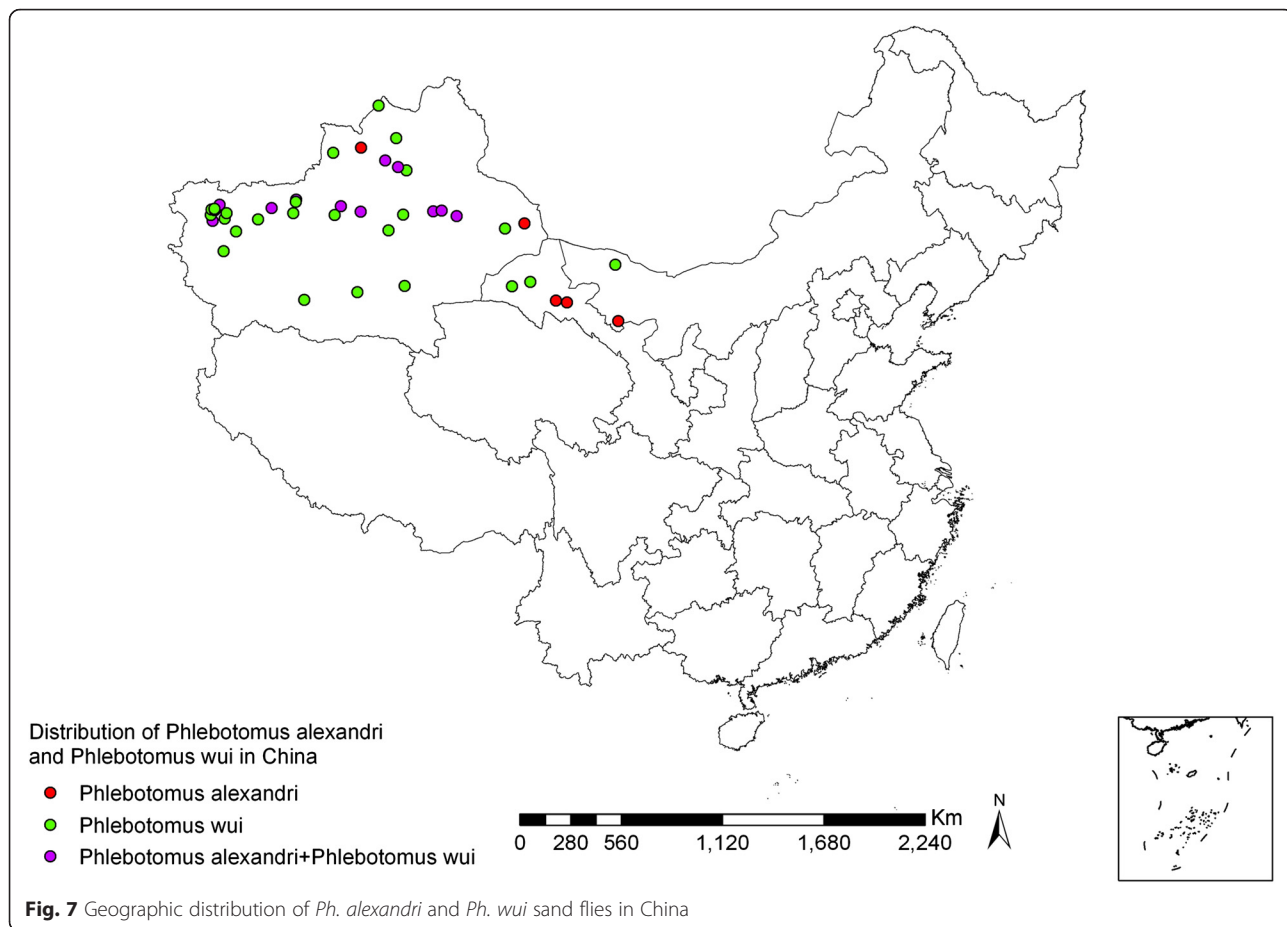 Distribution of Phlebotomus alexandri
and Phlebotomus wui in China
Phlebotomus alexandri
Phlebotomus wui
Phlebotomus alexandri+Phlebotomus wui
Km
0 280 560 1,120 1,680 2,240
N
Fig. 7 Geographic distribution of Ph. alexandri and Ph. wui sand flies in China